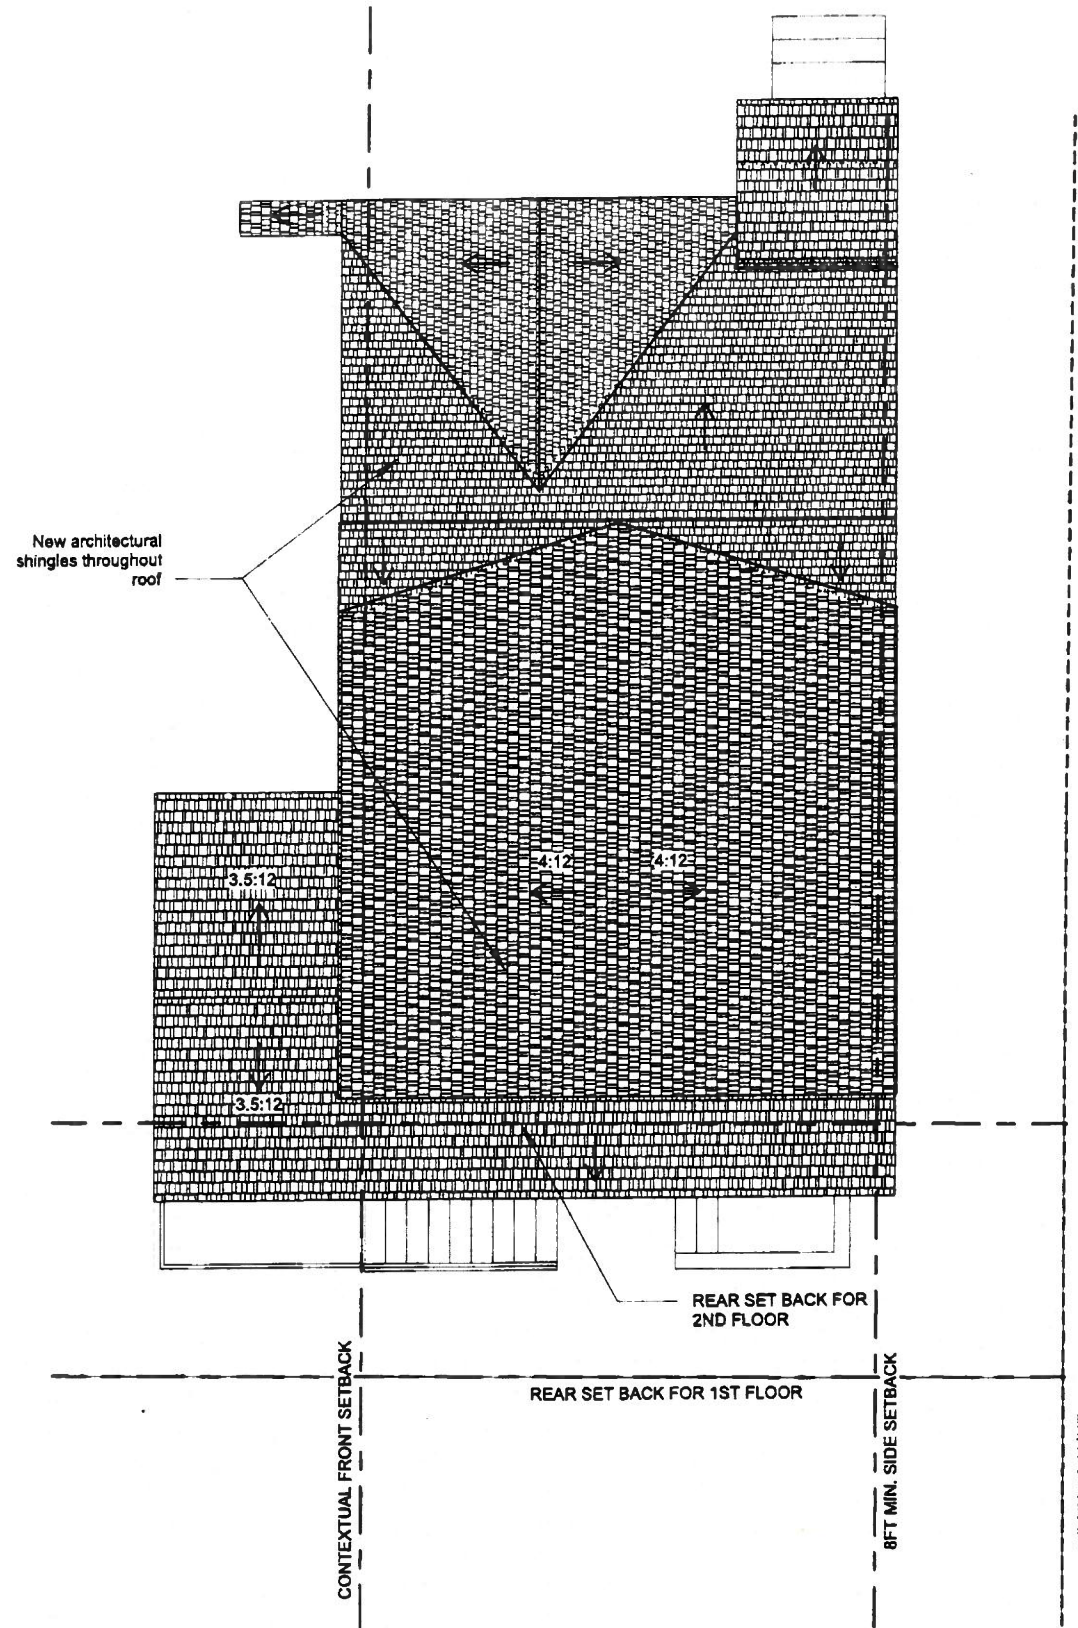 New architectural
shingles throughout
roof
4:12
4:12
3.5:12
3.5:12
REAR SET BACK FOR
2ND FLOOR
REAR SET BACK FOR 1ST FLOOR
CONTEXTUAL FRONT SETBACK
8FT MIN. SIDE SETBACK